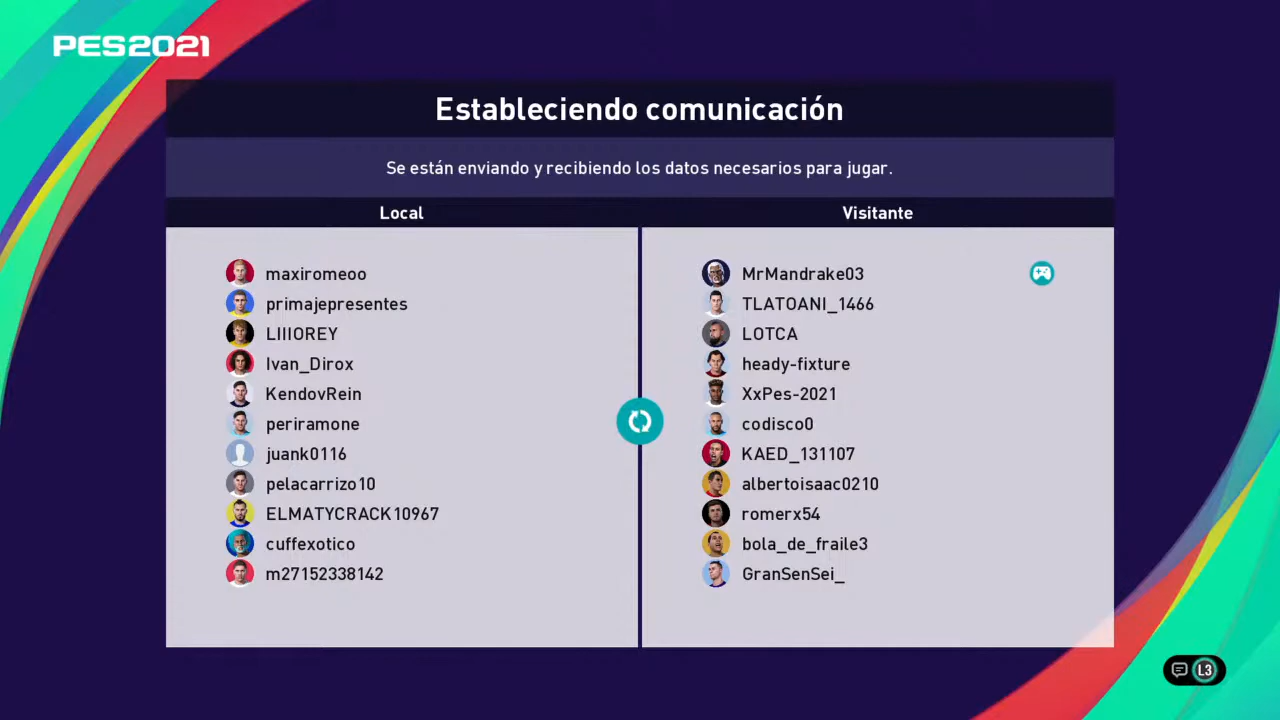 PES2021
Estableciendo comunicación
Se están enviando y recibiendo los datos necesarios para jugar.
Local
Visitante
maxiromeoo
MrMandrake03
primajepresentes
TLATOANI_1466
LIIIOREY
LOTCA
Ivan_Dirox
heady-fixture
KendovRein
XxPes-2021
periramone
codisco0
juank0116
KAED_131107
pelacarrizo10
albertoisaac0210
ELMATYCRACK10967
romerx54
cuffexotico
bola_de_fraile3
m27152338142
GranSenSei_
L3